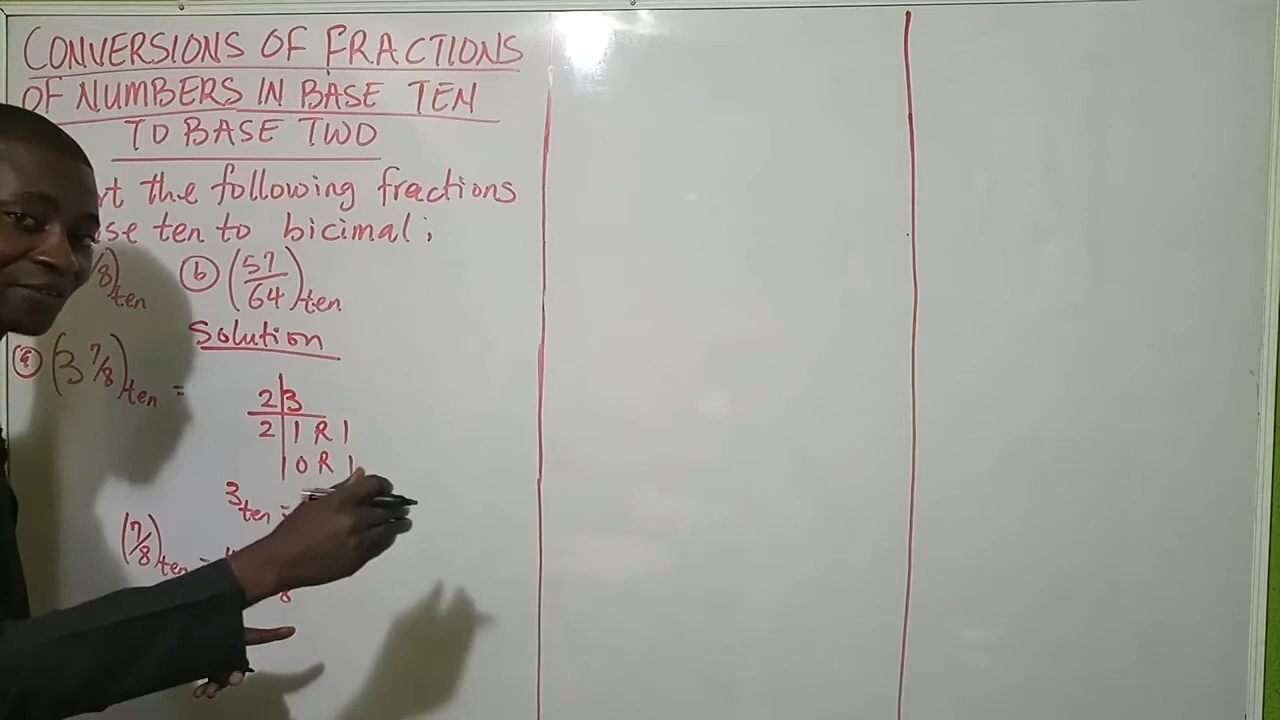 CONVERSIONS OF FRACTIONS
OF NUMBERS IN BASE TEN
TO BASE TWO
the following fractions
ten to bicimal;
8)ten (b) (57/64)ten
Solution
(a) (3 7/8)ten =
2 | 3
2 | 1 R 1
| 0 R 1
3ten =
(7/8)ten =
8